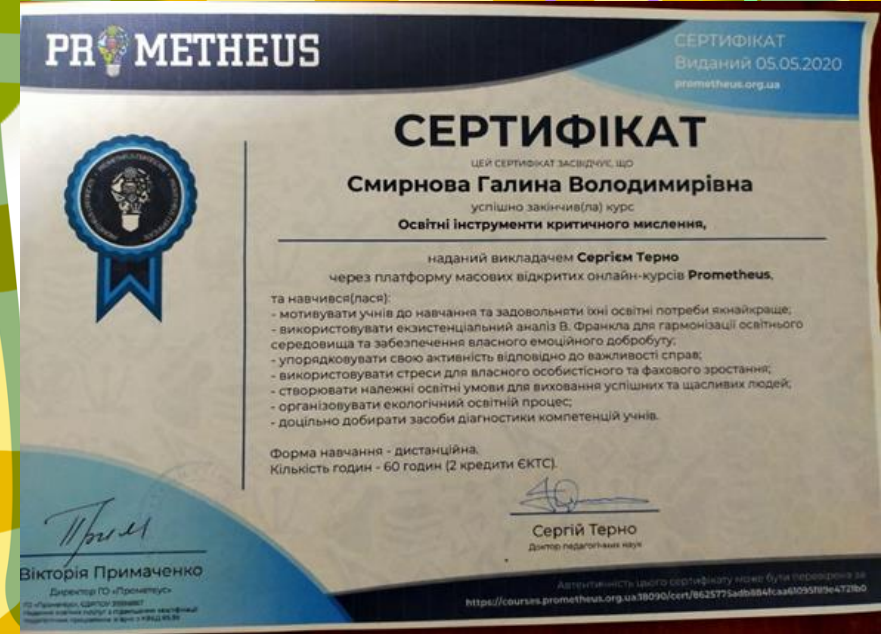 PROMETHEUS
СЕРТИФІКАТ
Виданий 05.05.2020
prometheus.org.ua
СЕРТИФІКАТ
ЦЕЙ СЕРТИФІКАТ ЗАСВІДЧУЄ, ЩО
Смирнова Галина Володимирівна
успішно закінчив(ла) курс
Освітні інструменти критичного мислення,
наданий викладачем Сергієм Терно
через платформу масових відкритих онлайн-курсів Prometheus,
та навчився(лася):
- мотивувати учнів до навчання та задовольняти їхні освітні потреби якнайкраще;
- використовувати екзистенціальний аналіз В. Франкла для гармонізації освітнього
середовища та забезпечення власного емоційного добробуту;
- упорядковувати свою активність відповідно до важливості справ;
- використовувати стреси для власного особистісного та фахового зростання;
- створювати належні освітні умови для виховання успішних та щасливих людей;
- організовувати екологічний освітній процес;
- доцільно добирати засоби діагностики компетенцій учнів.
Форма навчання - дистанційна.
Кількість годин - 60 годин (2 кредити ЄКТС).
Сергій Терно
Доктор педагогічних наук
Вікторія Примаченко
Директор ГО «Прометеус»
Автентичність цього сертифікату може бути перевірена за